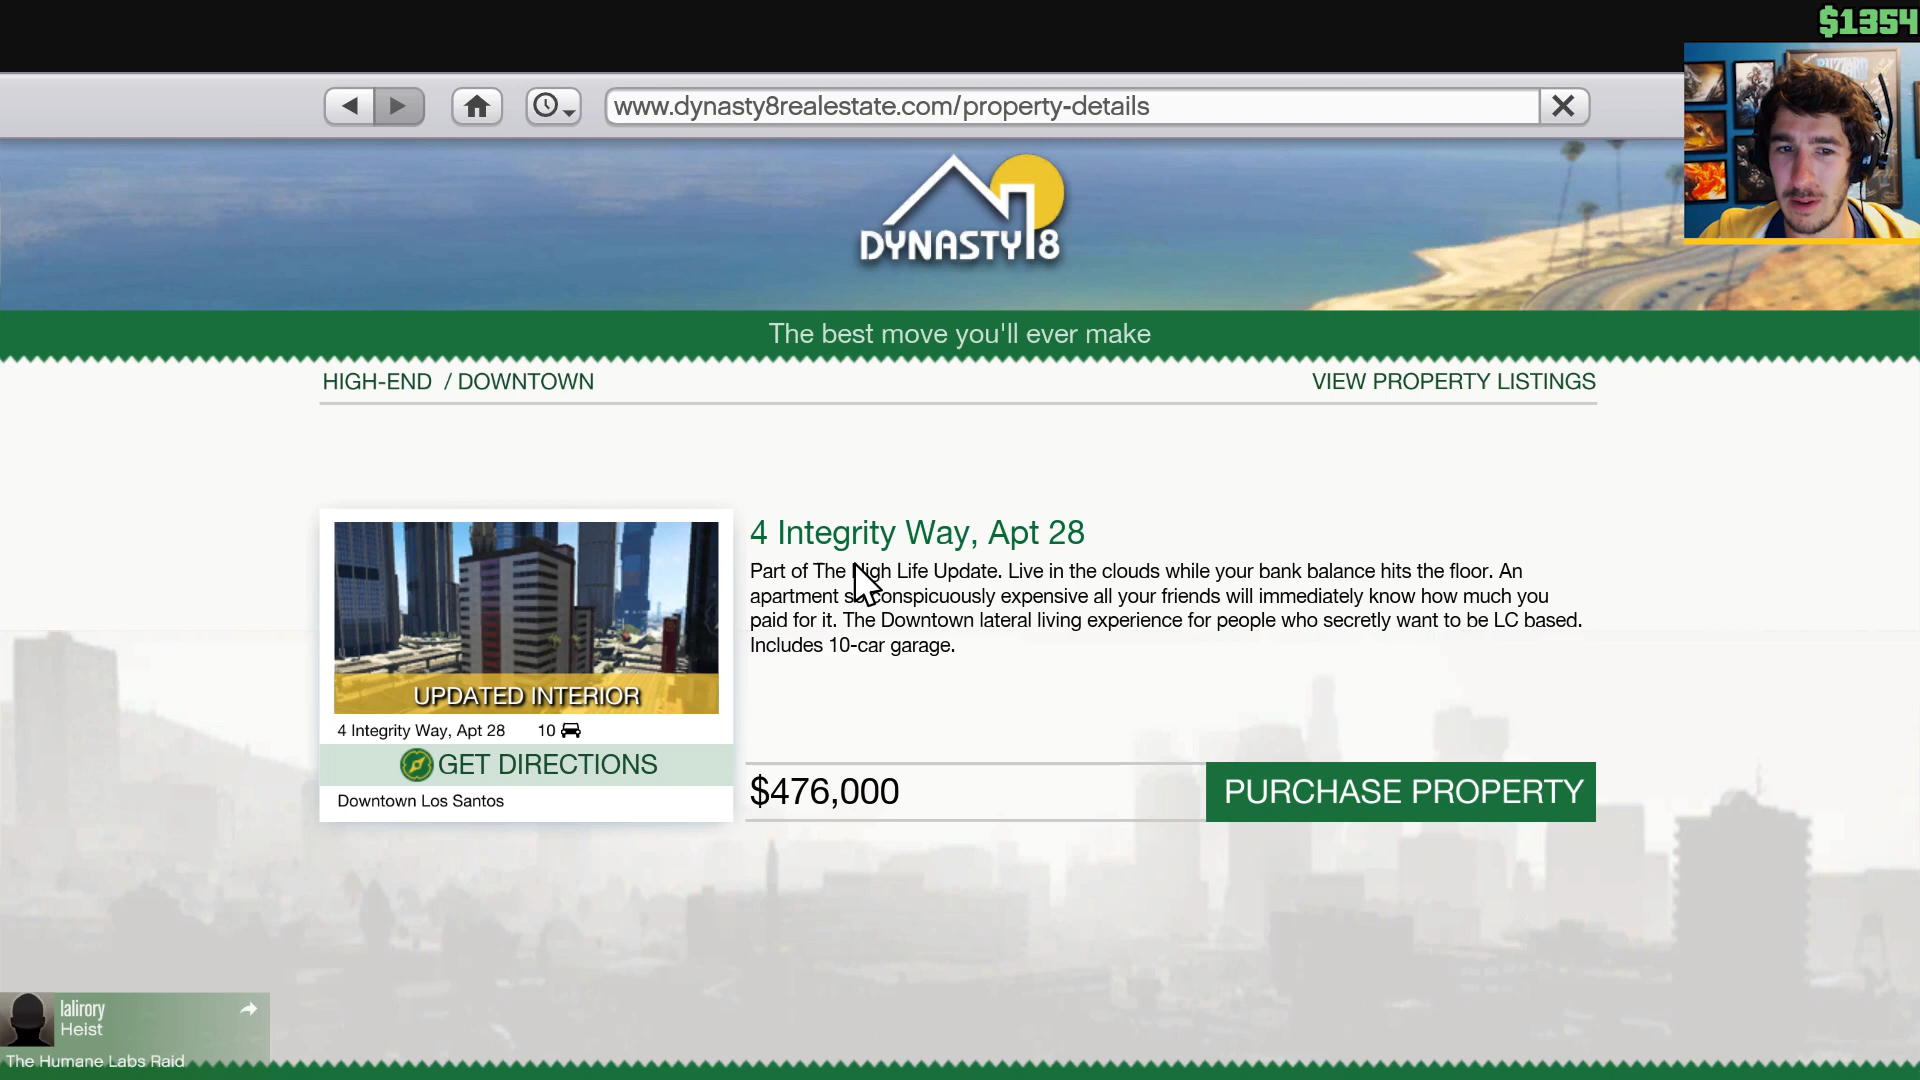 $1354
www.dynasty8realestate.com/property-details
DYNASTY 8
The best move you'll ever make
HIGH-END / DOWNTOWN
VIEW PROPERTY LISTINGS
4 Integrity Way, Apt 28
Part of The High Life Update. Live in the clouds while your bank balance hits the floor. An
apartment so conspicuously expensive all your friends will immediately know how much you
paid for it. The Downtown lateral living experience for people who secretly want to be LC based.
Includes 10-car garage.
UPDATED INTERIOR
4 Integrity Way, Apt 28 10
GET DIRECTIONS
Downtown Los Santos
$476,000
PURCHASE PROPERTY
lalirory
Heist
The Humane Labs Raid